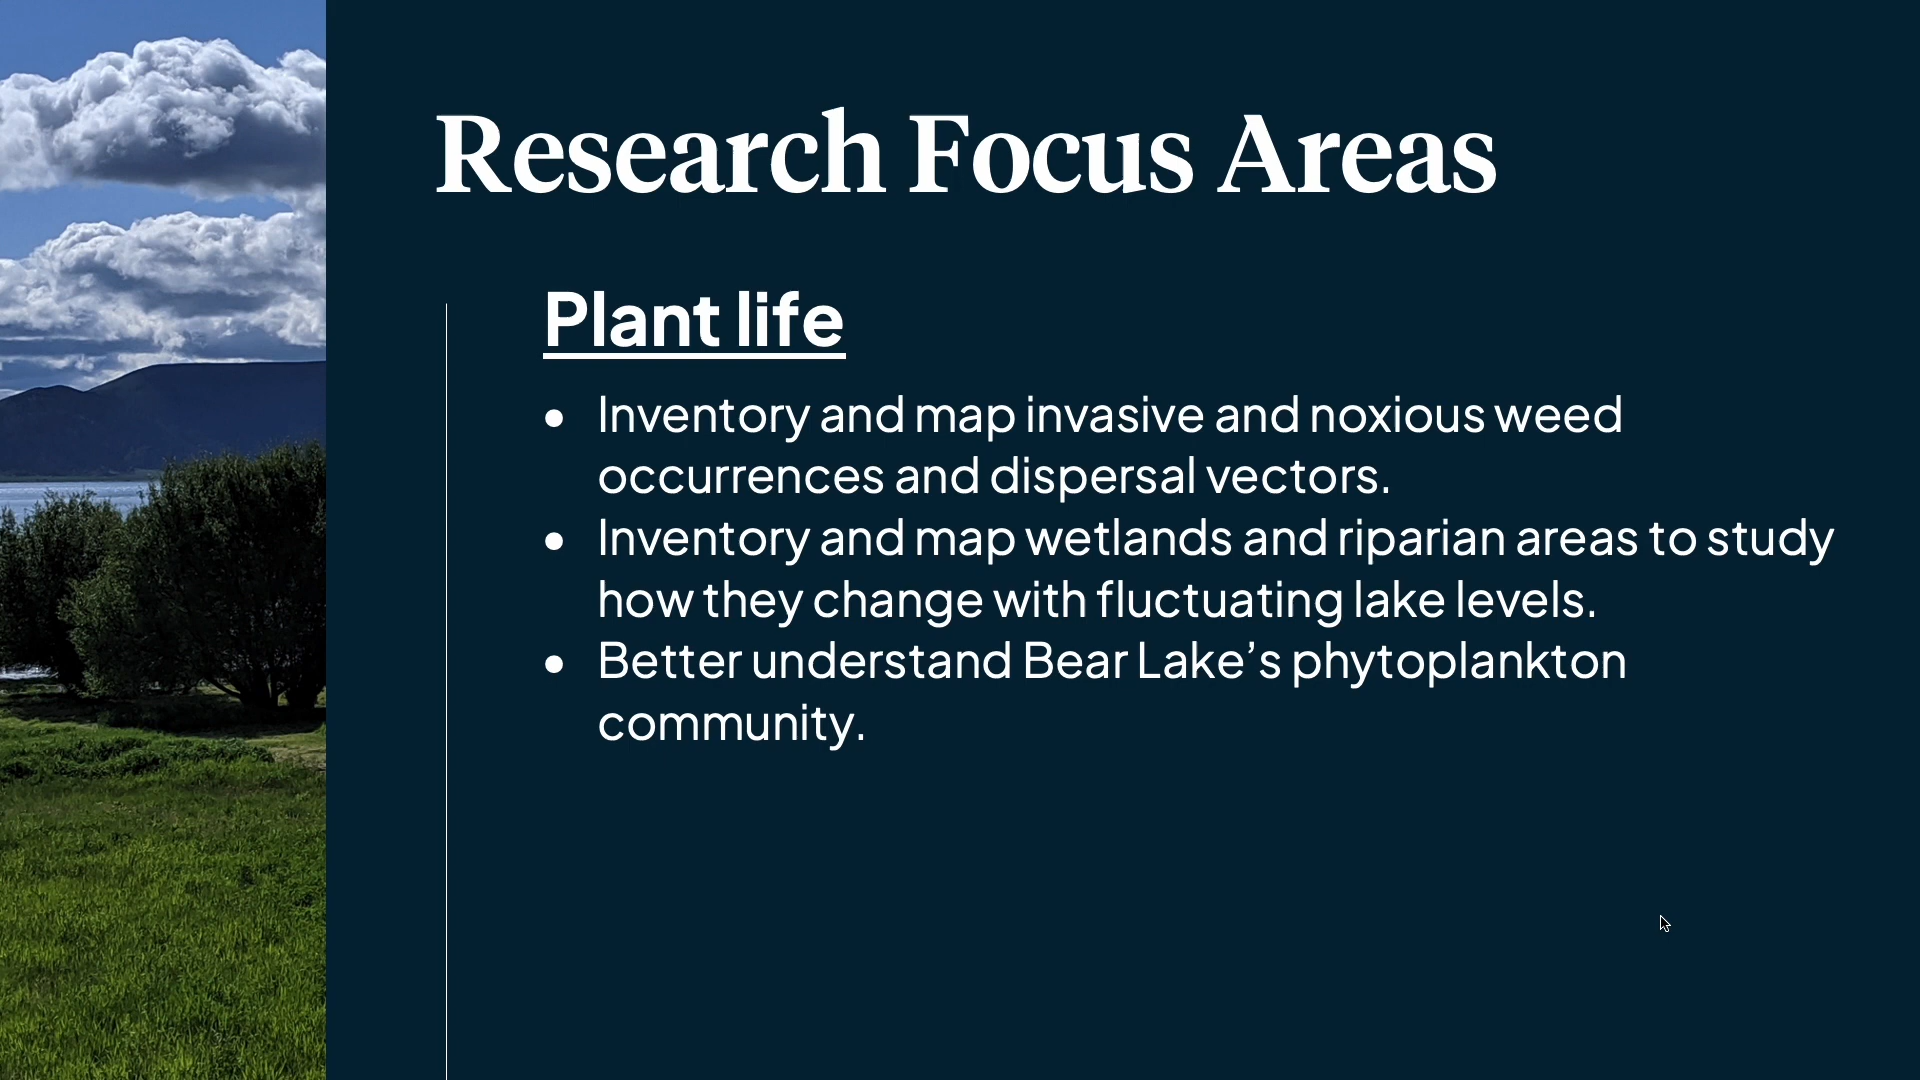 Research Focus Areas
Plant life
• Inventory and map invasive and noxious weed
occurrences and dispersal vectors.
• Inventory and map wetlands and riparian areas to study
how they change with fluctuating lake levels.
• Better understand Bear Lake’s phytoplankton
community.